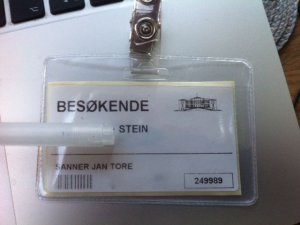 BESØKENDE
STEIN
SANNER JAN TORE
249989